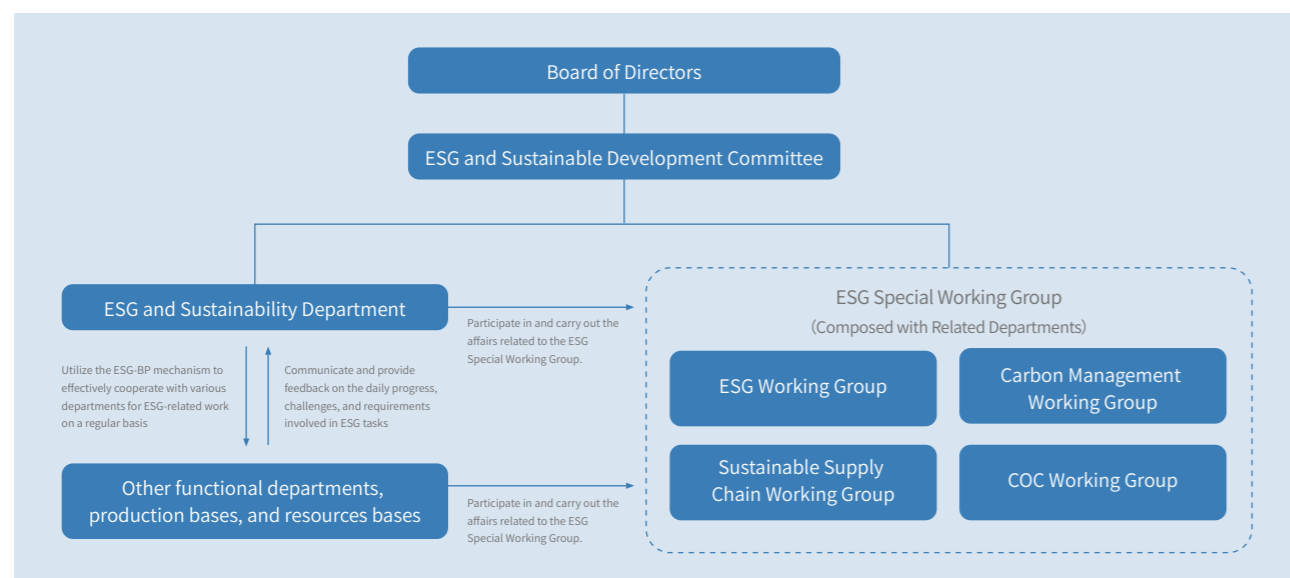 Board of Directors
ESG and Sustainable Development Committee
ESG and Sustainability Department
Participate in and carry out the
affairs related to the ESG
Special Working Group.
Utilize the ESG-BP mechanism to
effectively cooperate with various
departments for ESG-related work
on a regular basis
Communicate and provide
feedback on the daily progress,
challenges, and requirements
involved in ESG tasks
Other functional departments,
production bases, and resources bases
Participate in and carry out the
affairs related to the ESG
Special Working Group.
ESG Special Working Group
(Composed with Related Departments)
ESG Working Group
Carbon Management
Working Group
Sustainable Supply
Chain Working Group
COC Working Group